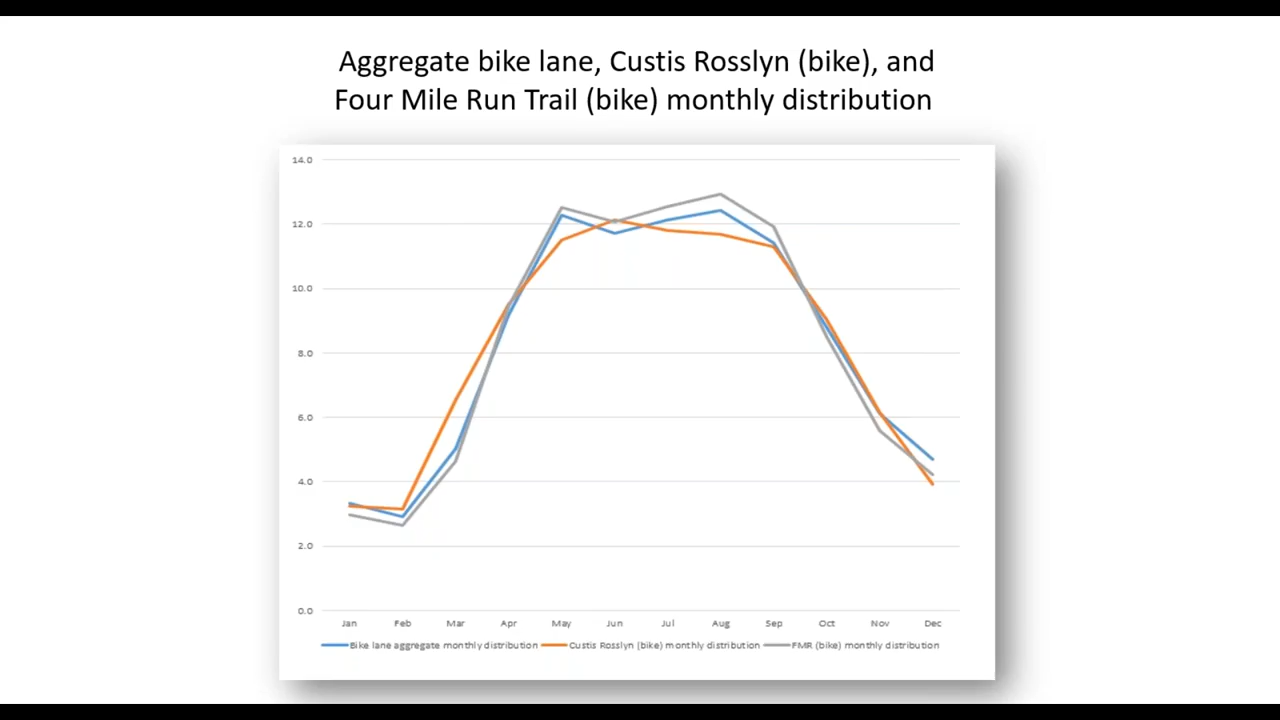 Aggregate bike lane, Custis Rosslyn (bike), and
Four Mile Run Trail (bike) monthly distribution
14.0
12.0
10.0
8.0
6.0
4.0
2.0
0.0
Jan Feb Mar Apr May Jun Jul Aug Sep Oct Nov Dec
Bike lane aggregate monthly distribution Custis Rosslyn (bike) monthly distribution FMR (bike) monthly distribution